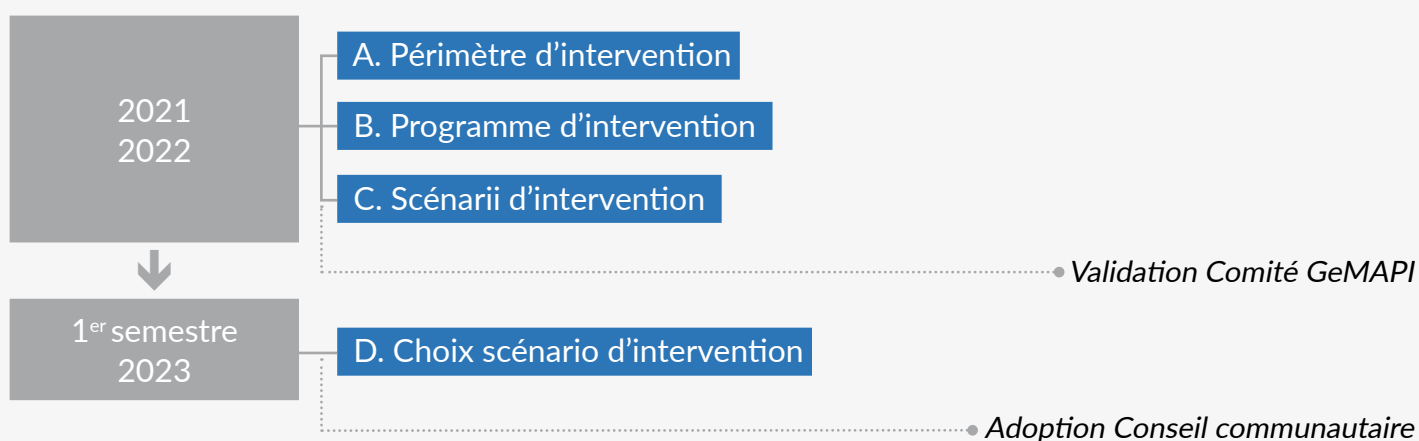 2021
2022
A. Périmètre d’intervention
B. Programme d’intervention
C. Scénarii d’intervention
Validation Comité GeMAPI
1er semestre
2023
D. Choix scénario d’intervention
Adoption Conseil communautaire